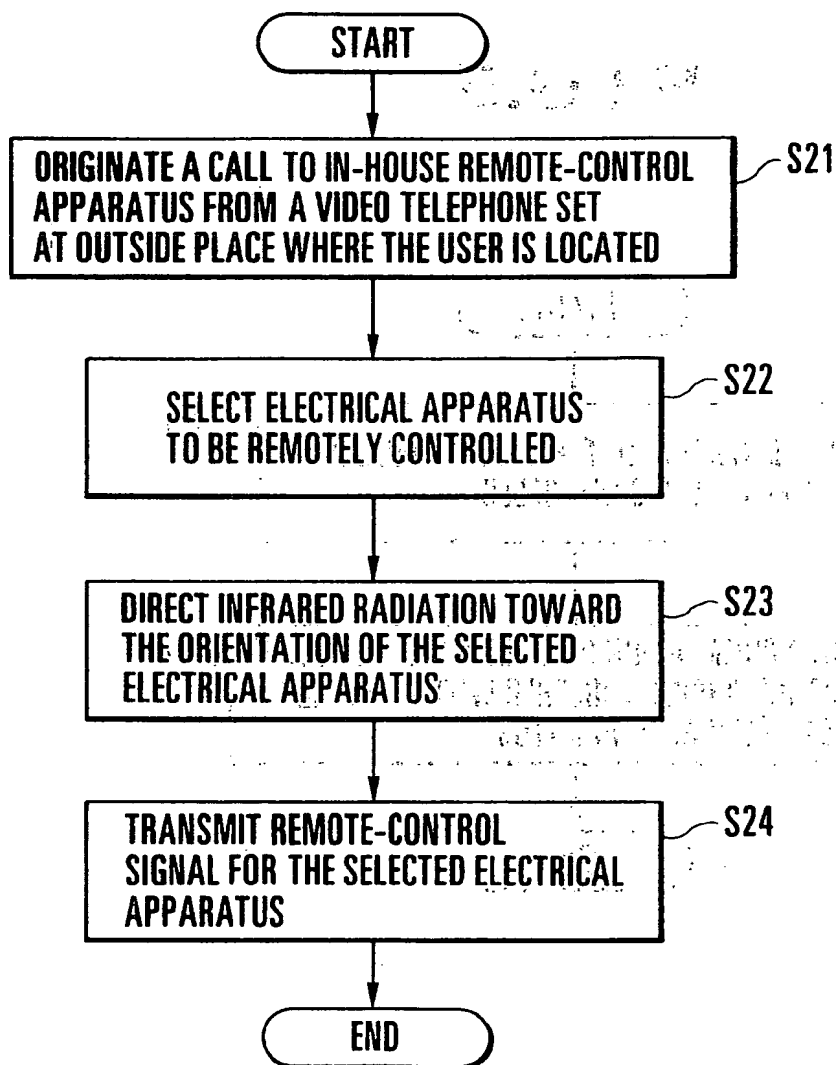 START
ORIGINATE A CALL TO IN-HOUSE REMOTE-CONTROL
APPARATUS FROM A VIDEO TELEPHONE SET
AT OUTSIDE PLACE WHERE THE USER IS LOCATED
S21
SELECT ELECTRICAL APPARATUS
TO BE REMOTELY CONTROLLED
S22
DIRECT INFRARED RADIATION TOWARD
THE ORIENTATION OF THE SELECTED
ELECTRICAL APPARATUS
S23
TRANSMIT REMOTE-CONTROL
SIGNAL FOR THE SELECTED ELECTRICAL
APPARATUS
S24
END